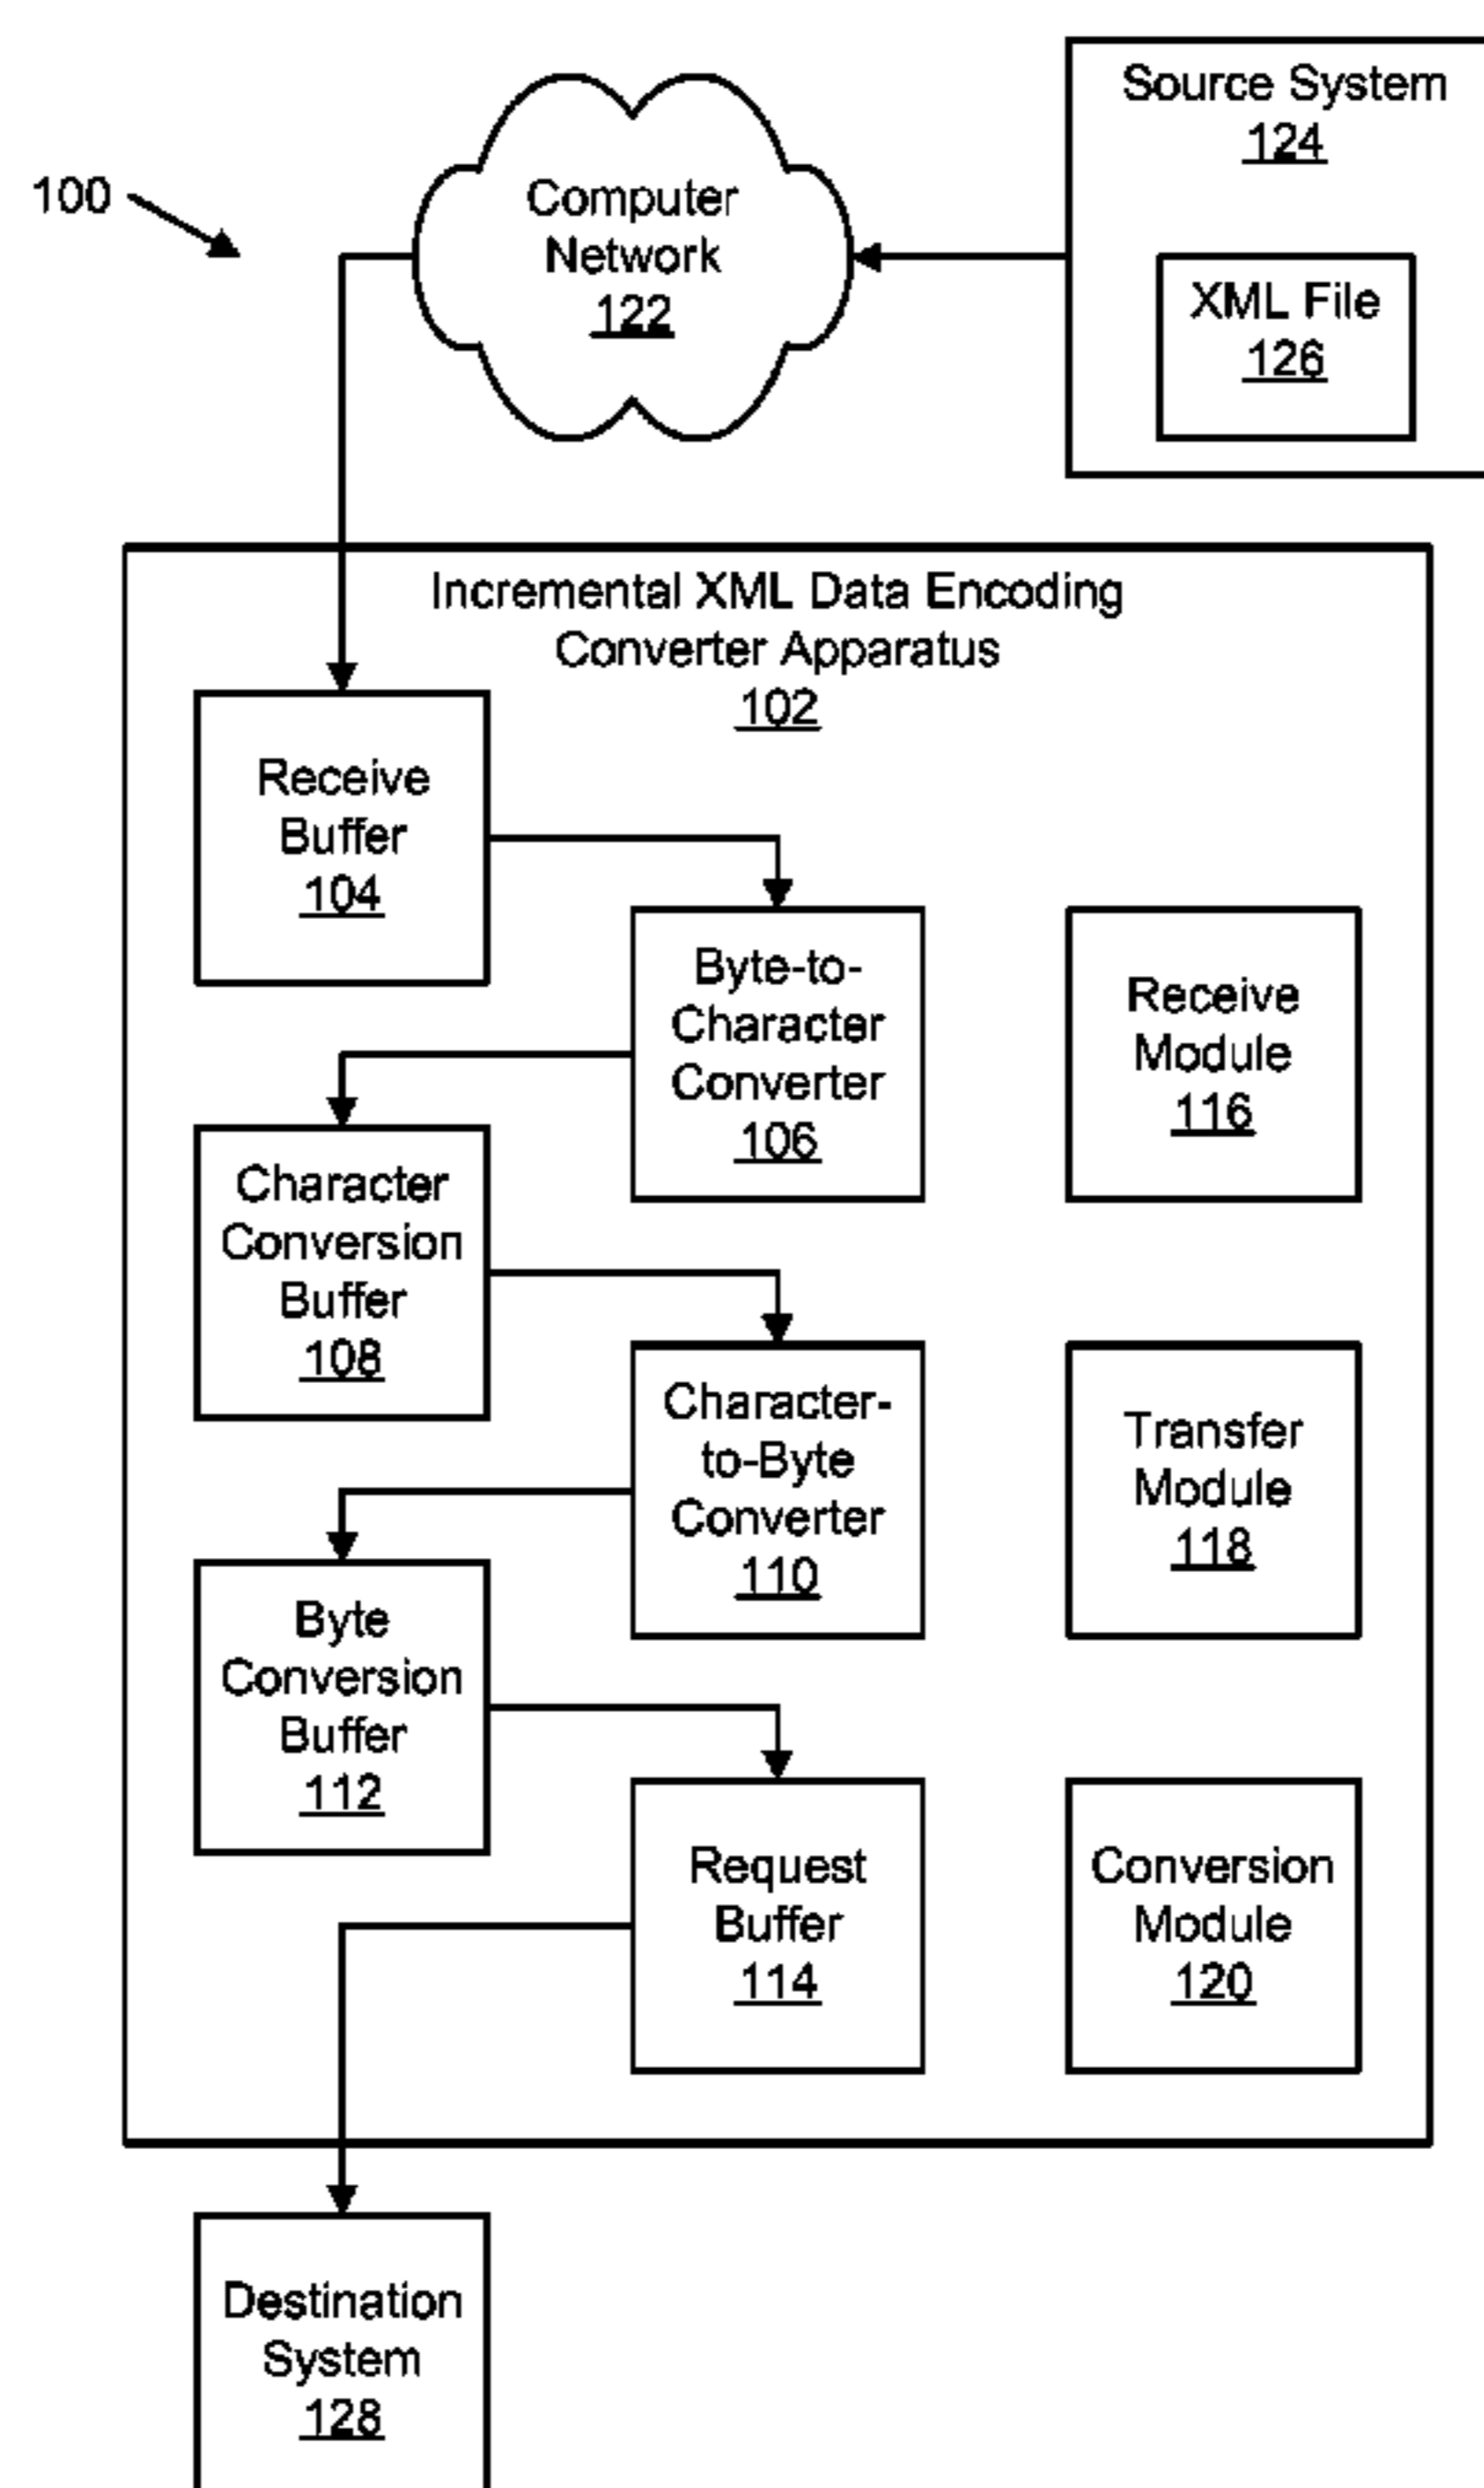 Source System
124
100
Computer
Network
122
XML File
126
Incremental XML Data Encoding
Converter Apparatus
102
Receive
Buffer
104
Byte-to-
Character
Converter
106
Receive
Module
116
Character
Conversion
Buffer
108
Character-
to-Byte
Converter
110
Transfer
Module
118
Byte
Conversion
Buffer
112
Request
Buffer
114
Conversion
Module
120
Destination
System
128